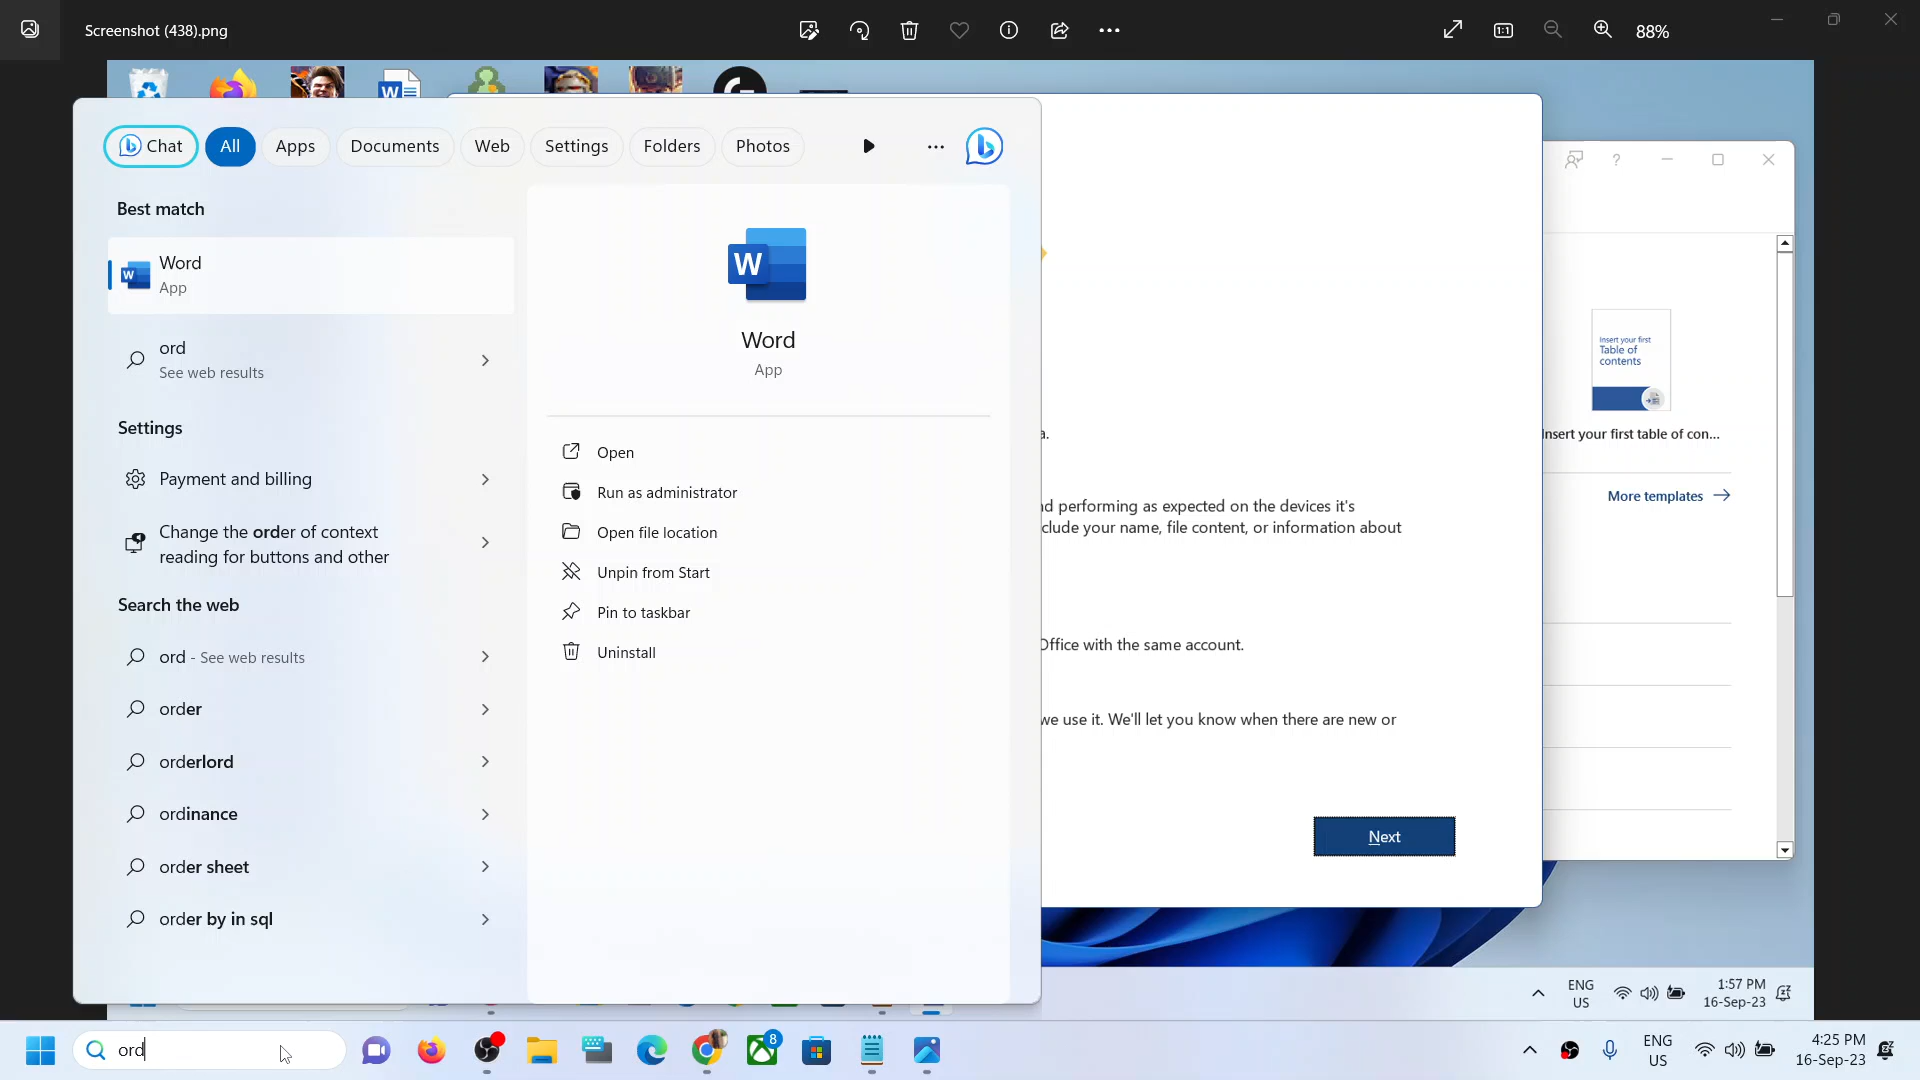 Screenshot (438).png
88%
Chat
All
Apps
Documents
Web
Settings
Folders
Photos
Best match
Word
App
ord
See web results
Settings
Payment and billing
Change the order of context
reading for buttons and other
Search the web
ord - See web results
order
orderlord
ordinance
order sheet
order by in sql
W
Word
App
Open
Run as administrator
Open file location
Unpin from Start
Pin to taskbar
Uninstall
a.
nd performing as expected on the devices it's
clude your name, file content, or information about
Office with the same account.
we use it. We'll let you know when there are new or
Next
Insert your first
Table of
contents
Insert your first table of con...
More templates
ENG
US
1:57 PM
16-Sep-23
ord
8
ENG
US
4:25 PM
16-Sep-23